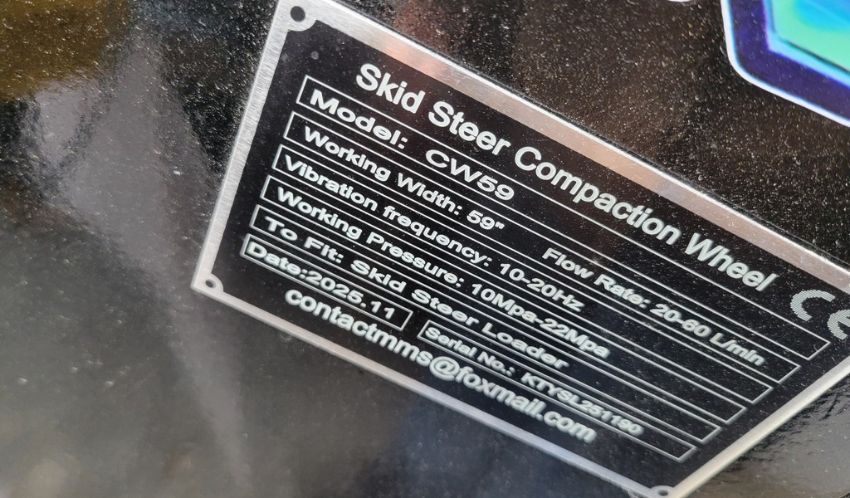 Skid Steer Compaction Wheel
Model: CW59
Working Width: 59" Flow Rate: 20-60 L/min
Vibration frequency: 10-20Hz
Working Pressure: 10Mpa-22Mpa
To Fit: Skid Steer Loader
Date:2025.11 Serial No.: KTYSL251190
contactmms@foxmail.com
CE